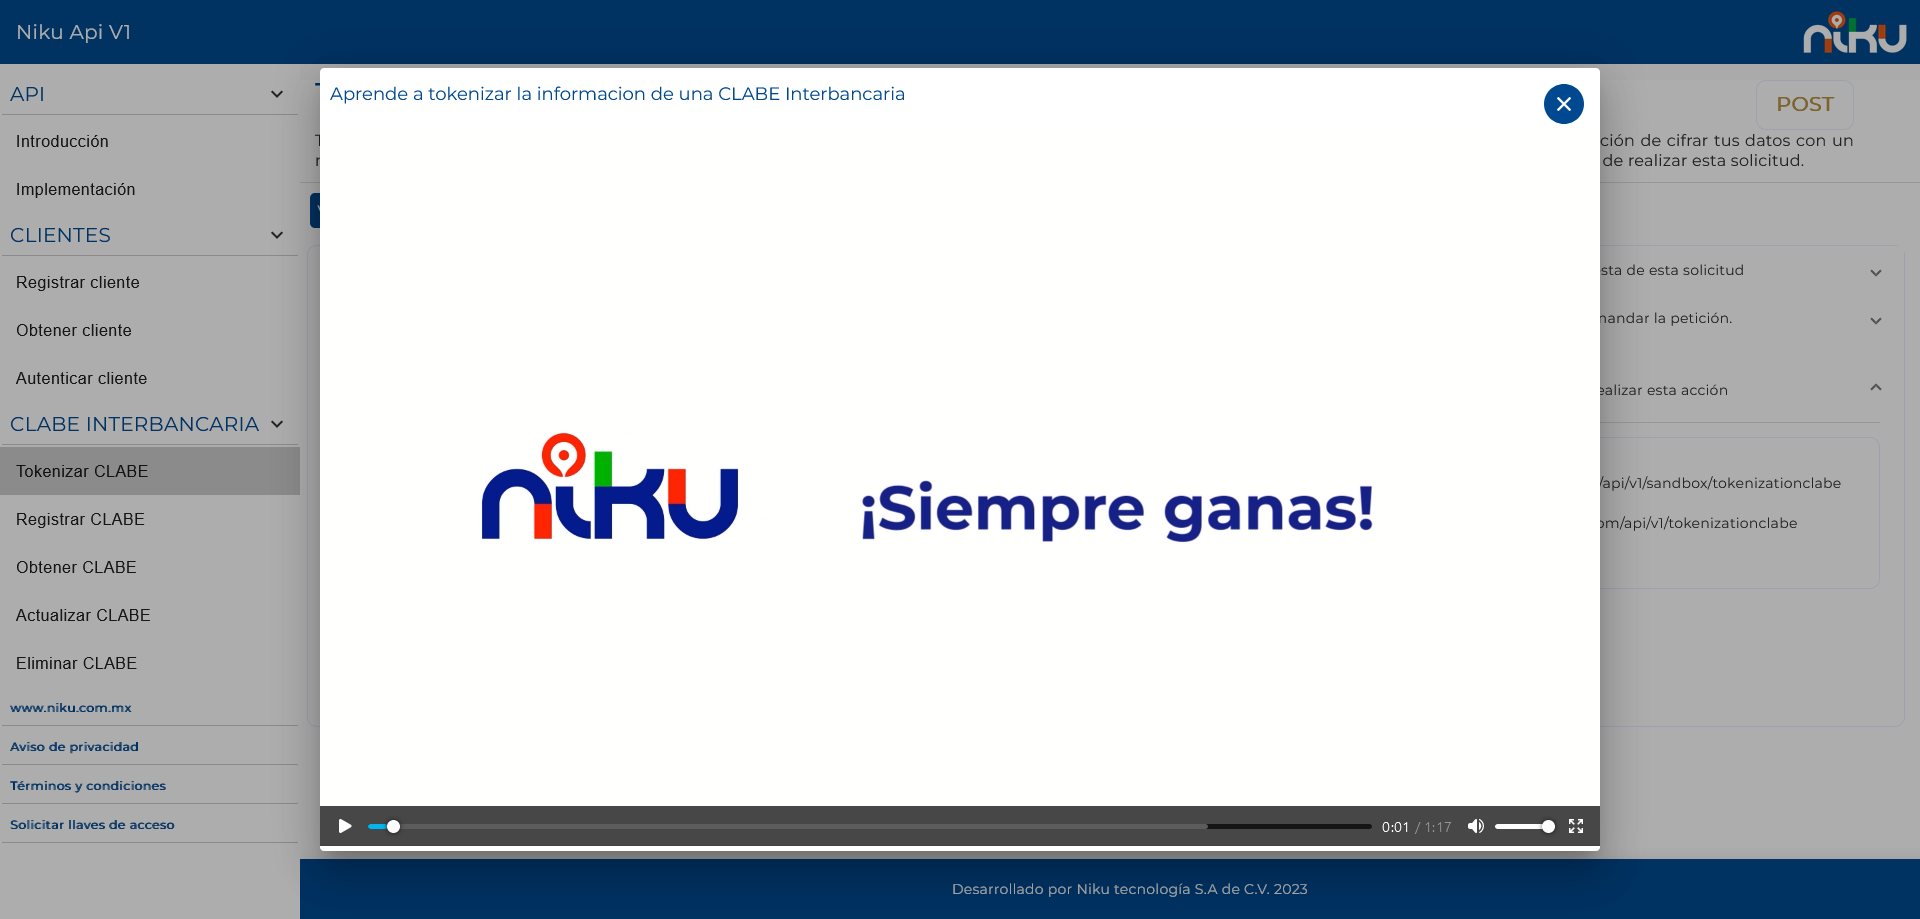 Niku Api V1
niku
API
Introducción
Implementación
CLIENTES
Registrar cliente
Obtener cliente
Autenticar cliente
CLABE INTERBANCARIA
Tokenizar CLABE
Registrar CLABE
Obtener CLABE
Actualizar CLABE
Eliminar CLABE
www.niku.com.mx
Aviso de privacidad
Términos y condiciones
Solicitar llaves de acceso
Aprende a tokenizar la informacion de una CLABE Interbancaria
niku
¡Siempre ganas!
0:01 / 1:17
POST
ción de cifrar tus datos con un
de realizar esta solicitud.
esta de esta solicitud
mandar la petición.
ealizar esta acción
/api/v1/sandbox/tokenizationclabe
om/api/v1/tokenizationclabe
Desarrollado por Niku tecnología S.A de C.V. 2023